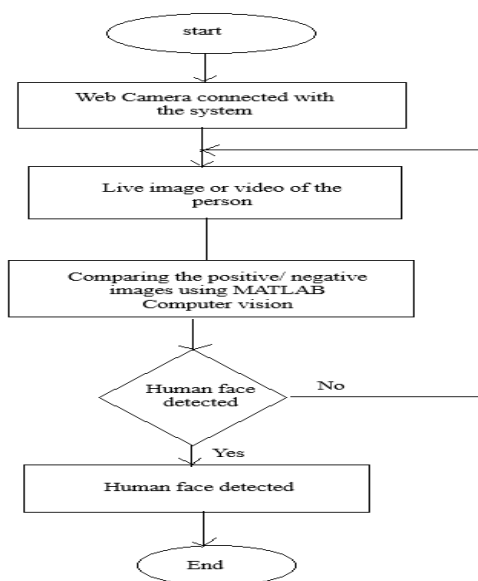 start
Web Camera connected with
the system
Live image or video of the
person
Comparing the positive/ negative
images using MATLAB
Computer vision
Human face
detected
No
Yes
Human face detected
End